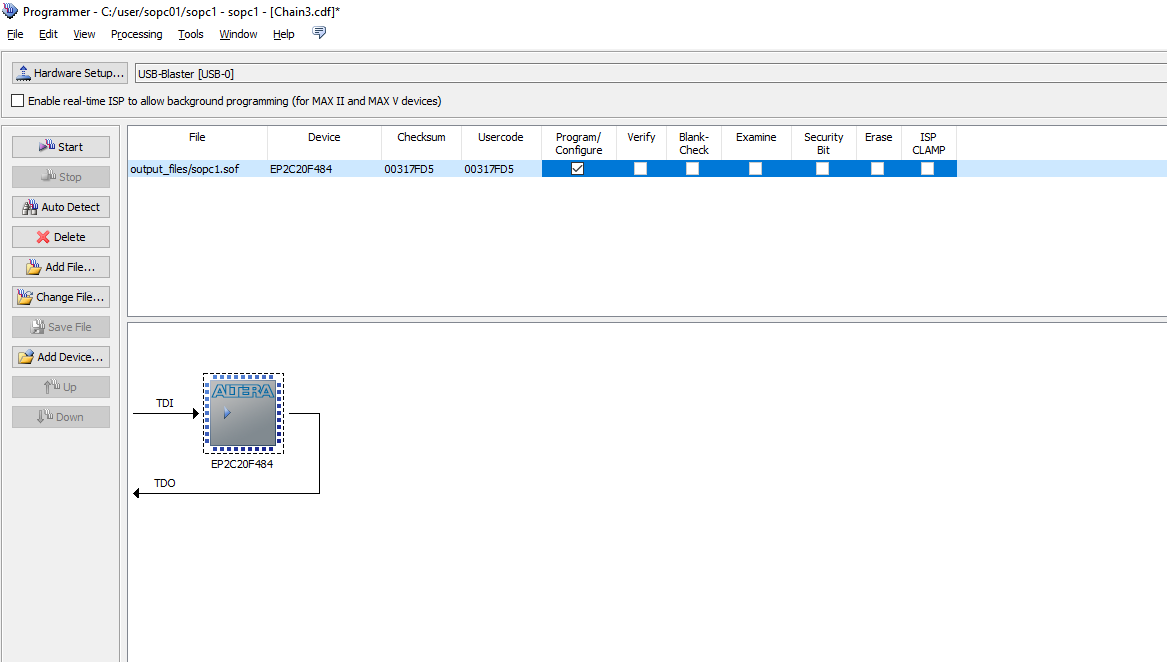 Programmer - C:/user/sopc01/sopc1 - sopc1 - [Chain3.cdf]*
File Edit View Processing Tools Window Help
Hardware Setup... USB-Blaster [USB-0]
Enable real-time ISP to allow background programming (for MAX II and MAX V devices)
Start
Stop
Auto Detect
Delete
Add File...
Change File...
Save File
Add Device...
Up
Down
File Device Checksum Usercode Program/ Verify Blank- Examine Security Erase ISP
Configure Check Bit CLAMP
output_files/sopc1.sof EP2C20F484 00317FD5 00317FD5
TDI
ALTERA
EP2C20F484
TDO